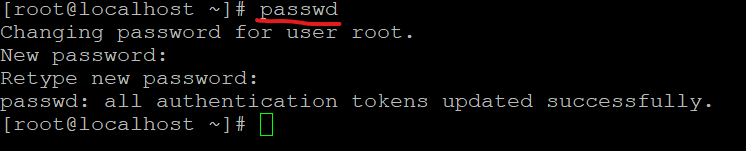 [root@localhost ~]# passwd
Changing password for user root.
New password:
Retype new password:
passwd: all authentication tokens updated successfully.
[root@localhost ~]#